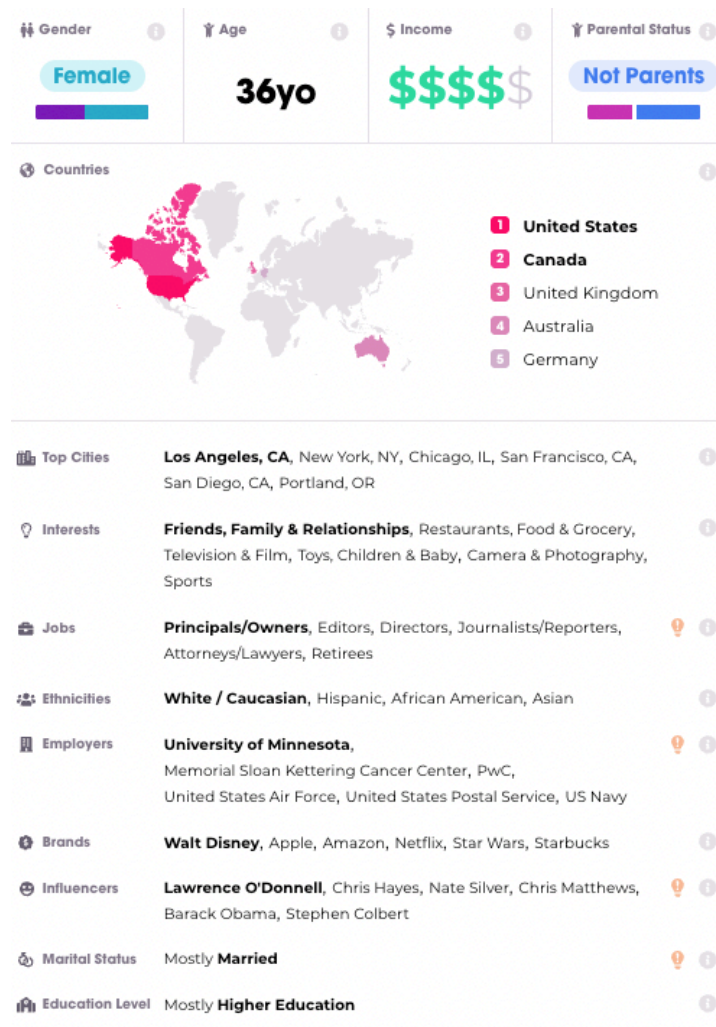 Gender
Age
$ Income
Parental Status
Female
36yo
$$$$$
Not Parents
Countries
1 United States
2 Canada
3 United Kingdom
4 Australia
5 Germany
Top Cities
Los Angeles, CA, New York, NY, Chicago, IL, San Francisco, CA,
San Diego, CA, Portland, OR
Interests
Friends, Family & Relationships, Restaurants, Food & Grocery,
Television & Film, Toys, Children & Baby, Camera & Photography,
Sports
Jobs
Principals/Owners, Editors, Directors, Journalists/Reporters,
Attorneys/Lawyers, Retirees
Ethnicities
White / Caucasian, Hispanic, African American, Asian
Employers
University of Minnesota,
Memorial Sloan Kettering Cancer Center, PwC,
United States Air Force, United States Postal Service, US Navy
Brands
Walt Disney, Apple, Amazon, Netflix, Star Wars, Starbucks
Influencers
Lawrence O'Donnell, Chris Hayes, Nate Silver, Chris Matthews,
Barack Obama, Stephen Colbert
Marital Status
Mostly Married
Education Level
Mostly Higher Education